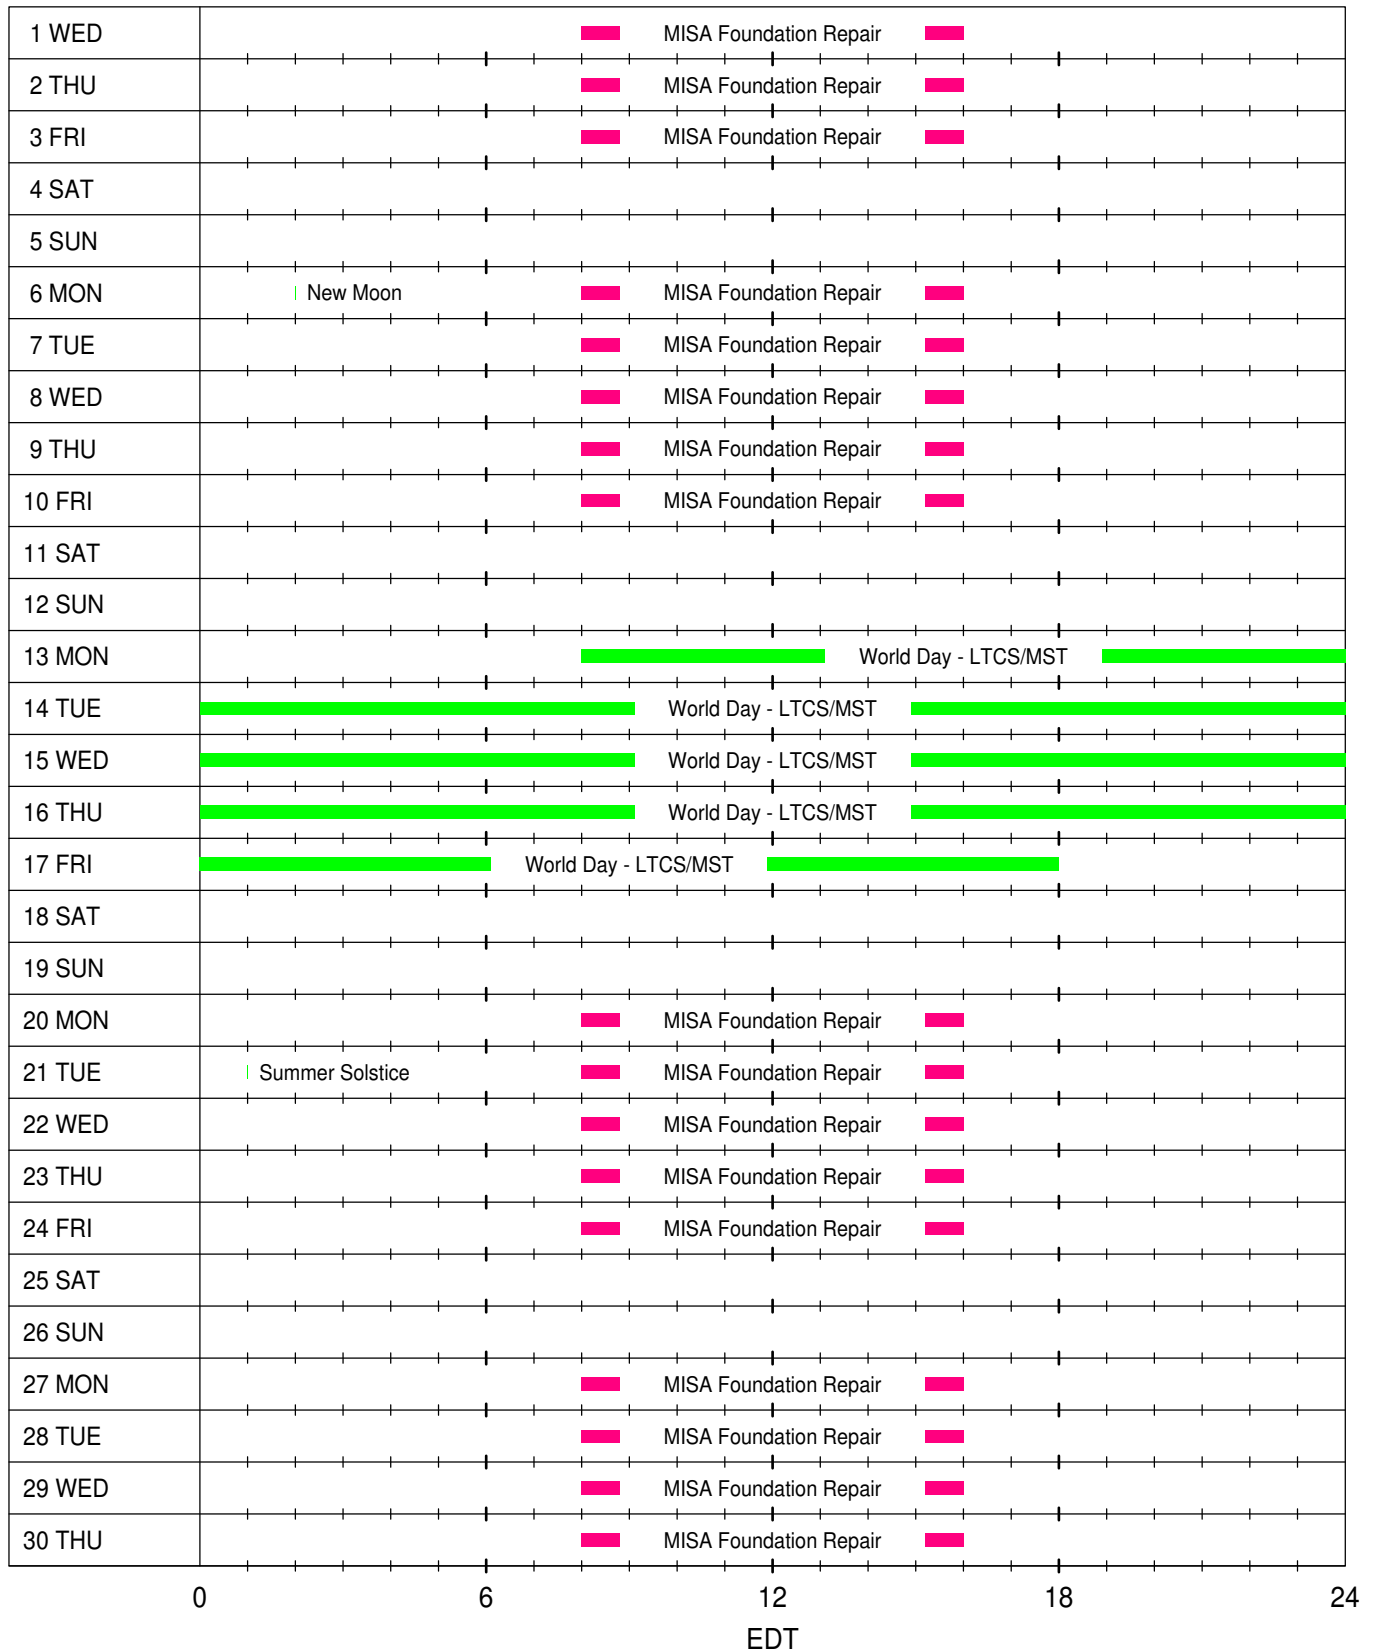 1 WED MISA Foundation Repair
2 THU MISA Foundation Repair
3 FRI MISA Foundation Repair
4 SAT
5 SUN
6 MON New Moon MISA Foundation Repair
7 TUE MISA Foundation Repair
8 WED MISA Foundation Repair
9 THU MISA Foundation Repair
10 FRI MISA Foundation Repair
11 SAT
12 SUN
13 MON World Day - LTCS/MST
14 TUE World Day - LTCS/MST
15 WED World Day - LTCS/MST
16 THU World Day - LTCS/MST
17 FRI World Day - LTCS/MST
18 SAT
19 SUN
20 MON MISA Foundation Repair
21 TUE Summer Solstice MISA Foundation Repair
22 WED MISA Foundation Repair
23 THU MISA Foundation Repair
24 FRI MISA Foundation Repair
25 SAT
26 SUN
27 MON MISA Foundation Repair
28 TUE MISA Foundation Repair
29 WED MISA Foundation Repair
30 THU MISA Foundation Repair
0 6 12 18 24
EDT